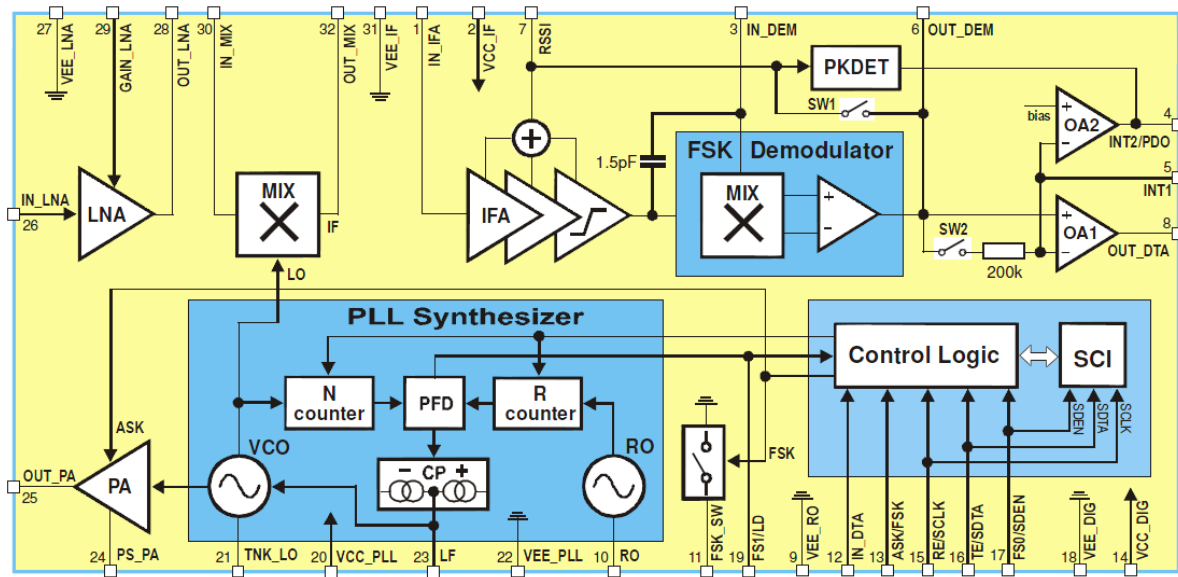 27
VEE_LNA
29
GAIN_LNA
28
OUT_LNA
30
IN_MIX
32
OUT_MIX
31
VEE_IF
1
IN_IFA
2
VCC_IF
7
RSSI
3
IN_DEM
6
OUT_DEM
PKDET
SW1
bias
+
−
OA2
4
INT2/PDO
5
INT1
1.5pF
FSK Demodulator
MIX
+
−
IN_LNA
26
LNA
MIX
IF
LO
+
IFA
+
−
OA1
8
OUT_DTA
SW2
200k
PLL Synthesizer
N
counter
PFD
R
counter
Control Logic
SCI
SDEN
SDTA
SCLK
ASK
VCO
− CP +
RO
FSK
OUT_PA
25
PA
24
PS_PA
21
TNK_LO
20
VCC_PLL
23
LF
22
VEE_PLL
10
RO
11
FSK_SW
19
FS1/LD
9
VEE_RO
12
IN_DTA
13
ASK/FSK
15
RE/SCLK
16
TE/SDTA
17
FS0/SDEN
18
VEE_DIG
14
VCC_DIG